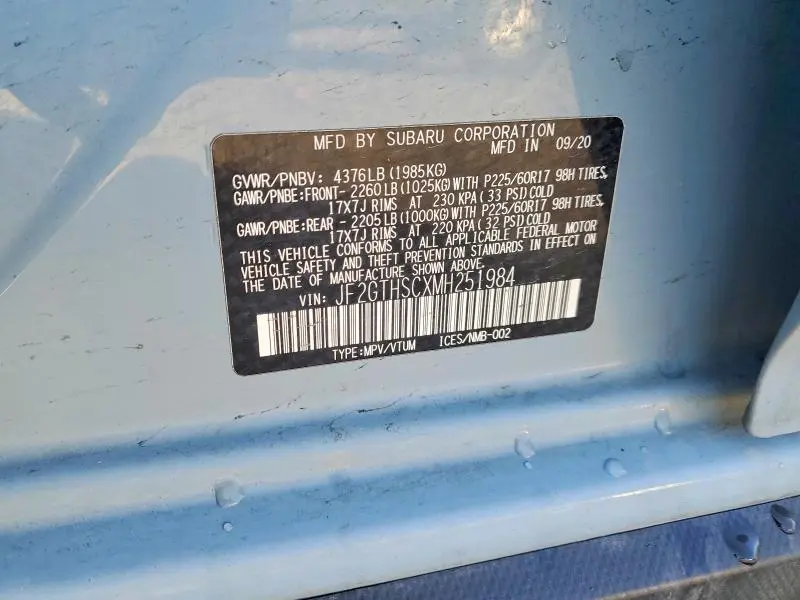 MFD BY SUBARU CORPORATION
MFD IN 09/20
GVWR/PNBV: 4376LB (1985KG)
GAWR/PNBE:FRONT- 2260LB (1025KG)WITH P225/60R17 98H TIRES,
17X7J RIMS AT 230 KPA (33 PSI)COLD
GAWR/PNBE:REAR - 2205LB (1000KG)WITH P225/60R17 98H TIRES,
17X7J RIMS AT 220 KPA (32 PSI)COLD
THIS VEHICLE CONFORMS TO ALL APPLICABLE FEDERAL MOTOR
VEHICLE SAFETY AND THEFT PREVENTION STANDARDS IN EFFECT ON
THE DATE OF MANUFACTURE SHOWN ABOVE.
VIN: JF2GTHSCXMH251984
TYPE:MPV/VTUM ICES/NMB-002